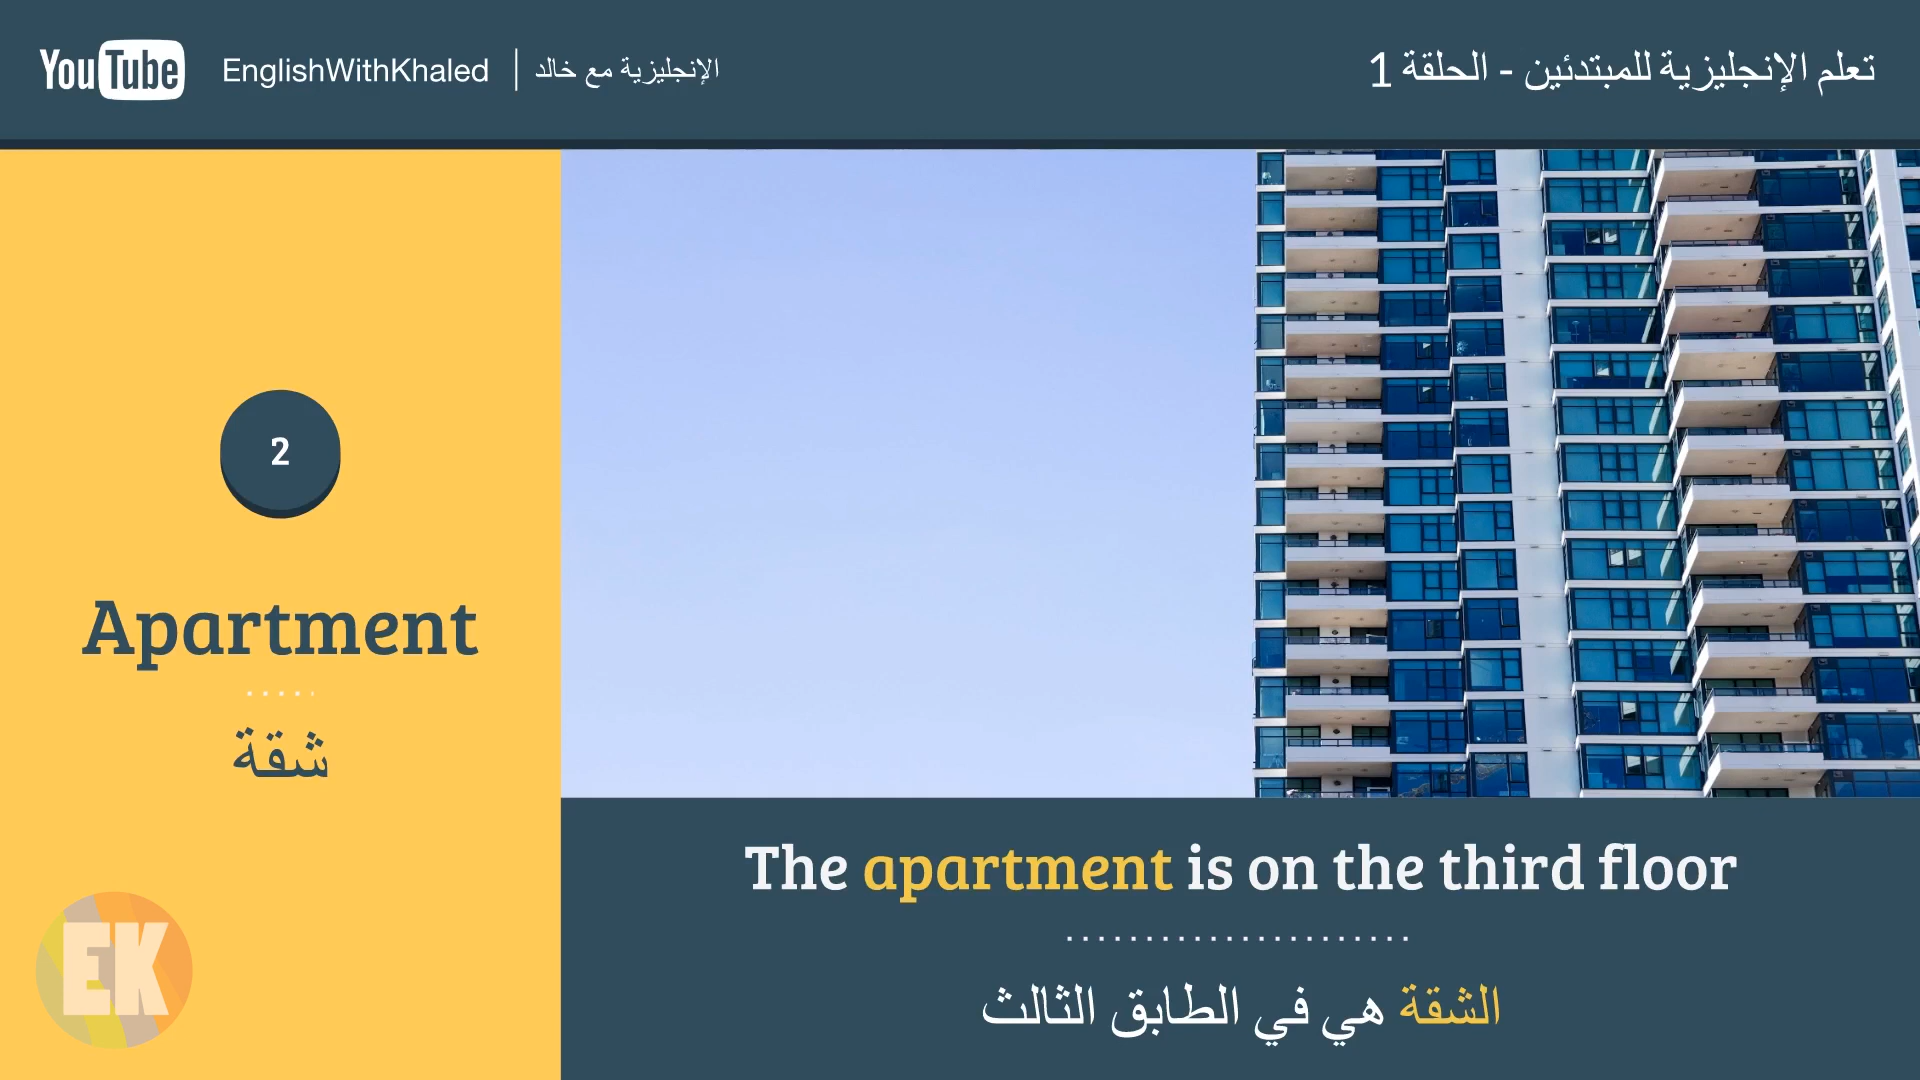 YouTube EnglishWithKhaled | الإنجليزية مع خالد
تعلم الإنجليزية للمبتدئين - الحلقة 1
2
Apartment
شقة
The apartment is on the third floor
الشقة هي في الطابق الثالث
EK